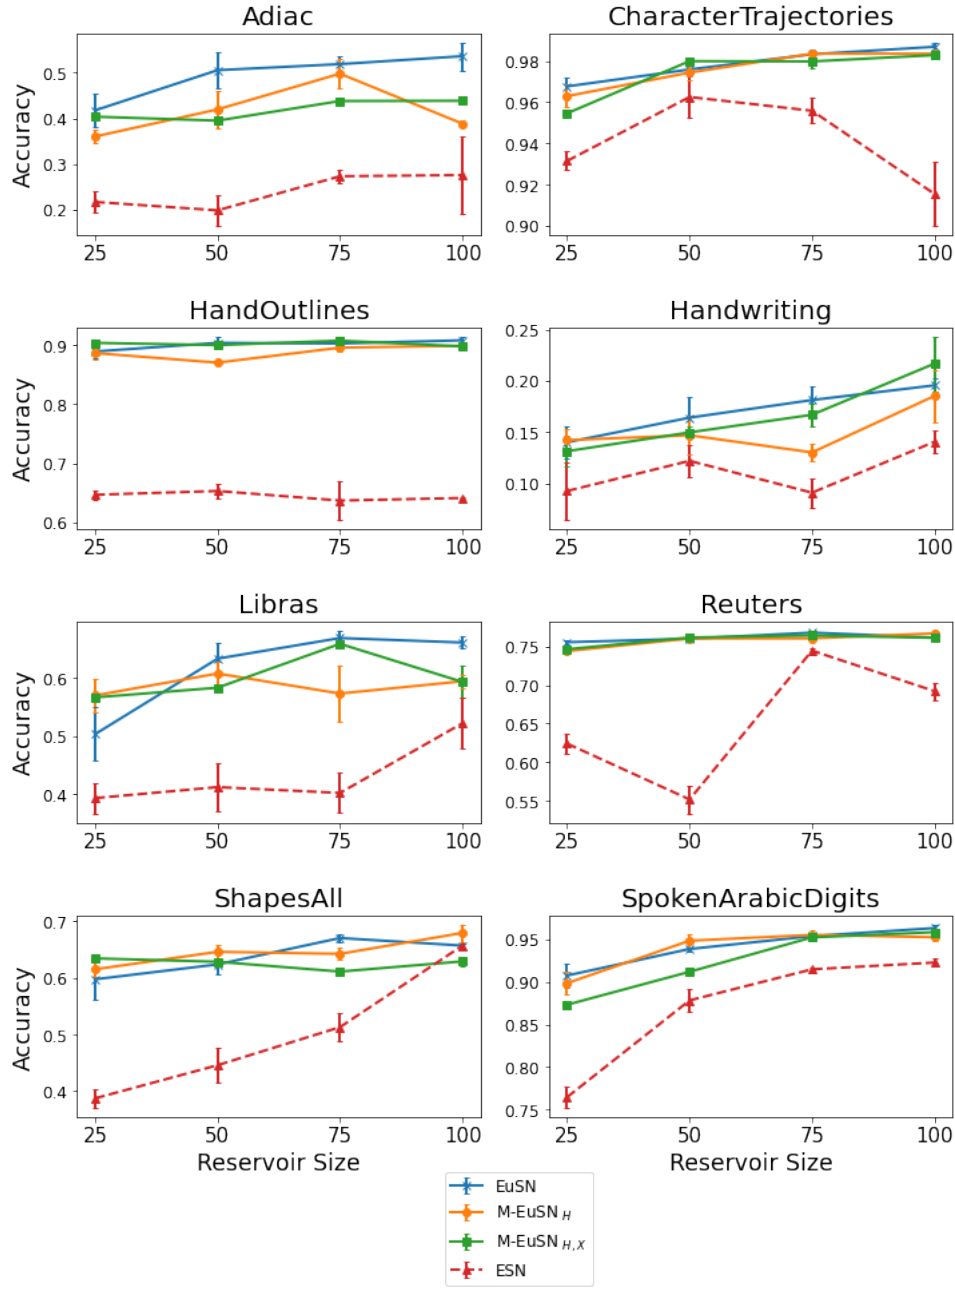 Adiac
CharacterTrajectories
Accuracy
0.5
0.4
0.3
0.2
25 50 75 100
0.98
0.96
0.94
0.92
0.90
25 50 75 100
HandOutlines
Handwriting
Accuracy
0.9
0.8
0.7
0.6
25 50 75 100
0.25
0.20
0.15
0.10
25 50 75 100
Libras
Reuters
Accuracy
0.6
0.5
0.4
25 50 75 100
0.75
0.70
0.65
0.60
0.55
25 50 75 100
ShapesAll
SpokenArabicDigits
Accuracy
0.7
0.6
0.5
0.4
25 50 75 100
Reservoir Size
0.95
0.90
0.85
0.80
0.75
25 50 75 100
Reservoir Size
EuSN
M-EuSN H
M-EuSN H,X
ESN